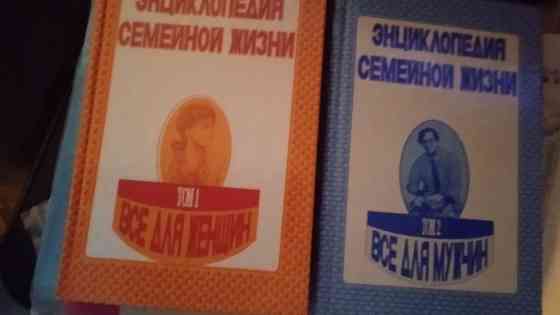 ЭНЦИКЛОПЕДИЯ
СЕМЕЙНОЙ ЖИЗНИ
ТОМ 1
ВСЕ ДЛЯ ЖЕНЩИН
ЭНЦИКЛОПЕДИЯ
СЕМЕЙНОЙ ЖИЗНИ
ТОМ 2
ВСЕ ДЛЯ МУЖЧИН